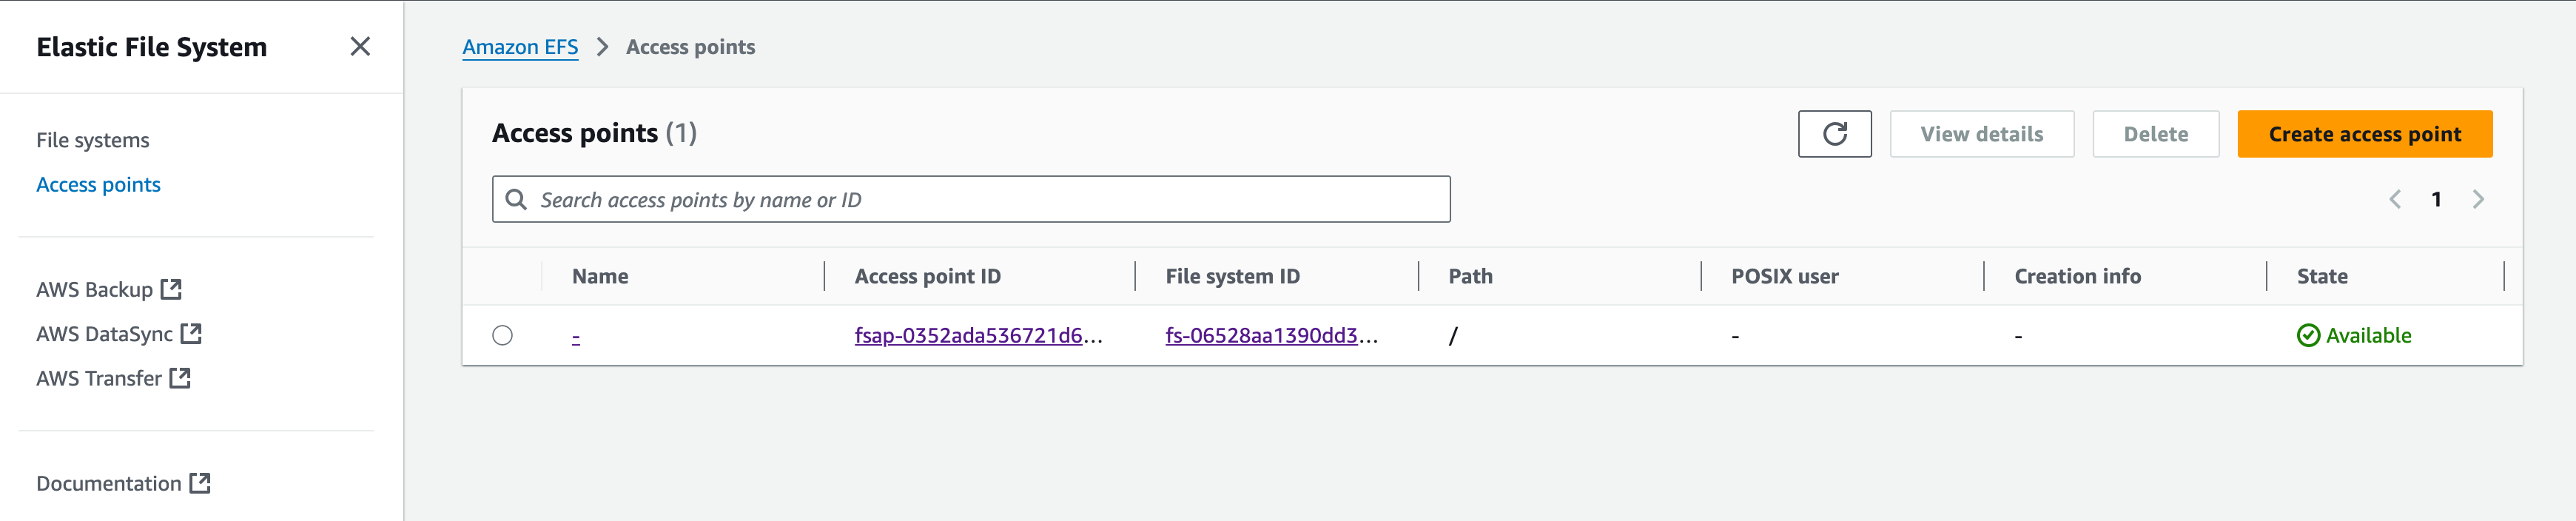 Elastic File System
File systems
Access points
AWS Backup
AWS DataSync
AWS Transfer
Documentation
Amazon EFS > Access points
Access points (1)
View details
Delete
Create access point
Search access points by name or ID
< 1 >
Name Access point ID File system ID Path POSIX user Creation info State
- fsap-0352ada536721d6... fs-06528aa1390dd3... / - - Available